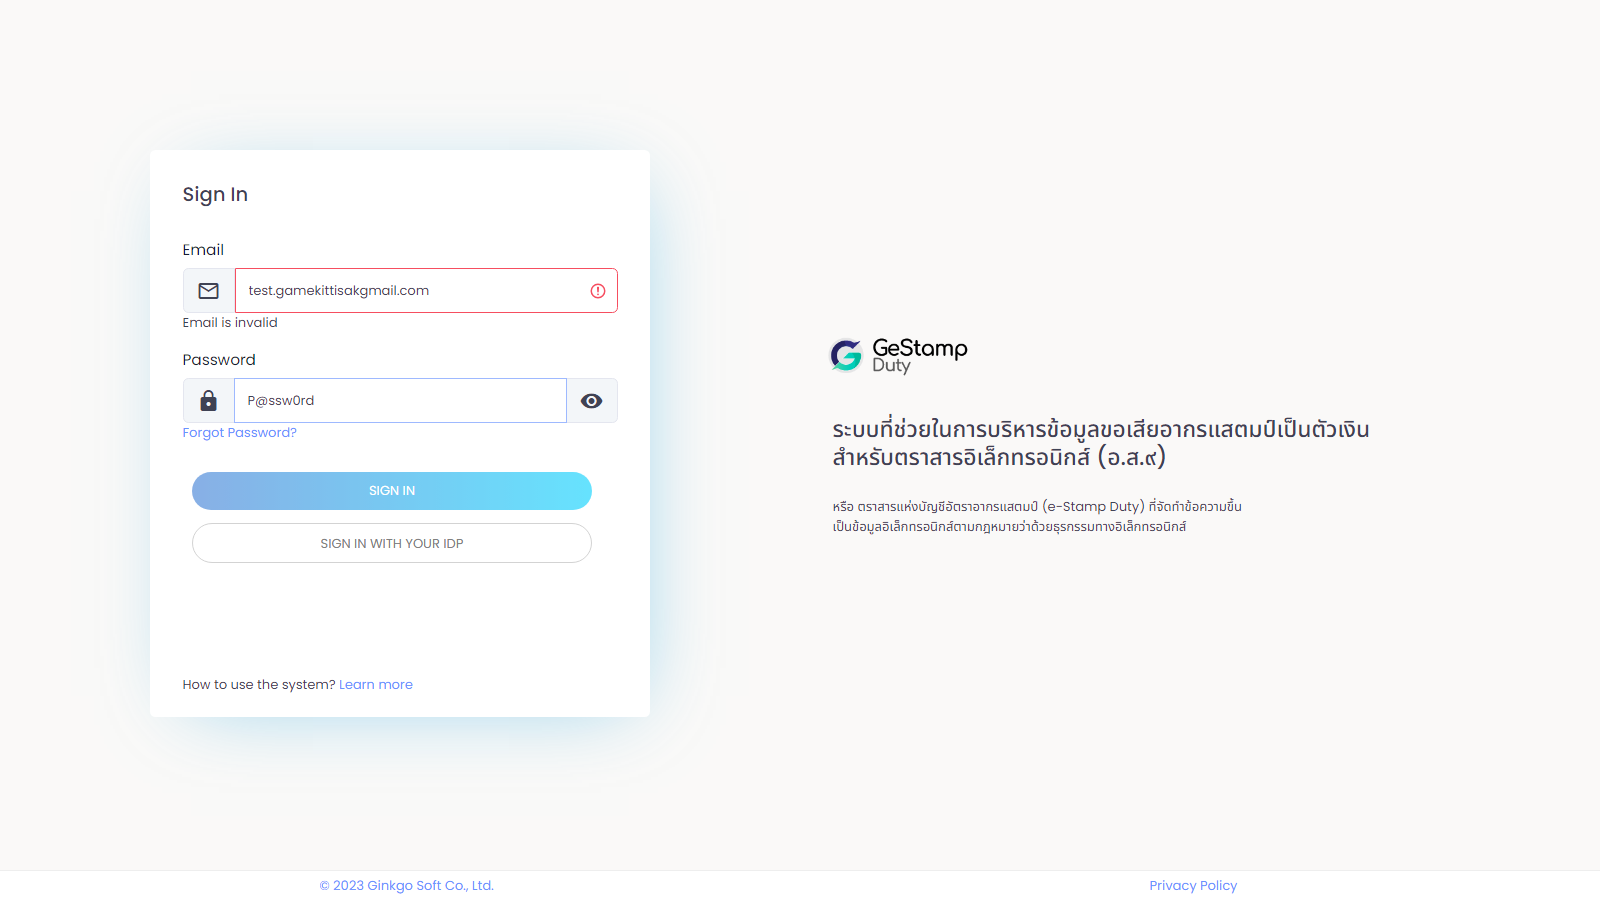 Sign In
Email
test.gamekittisakgmail.com
Email is invalid
Password
P@ssw0rd
Forgot Password?
SIGN IN
SIGN IN WITH YOUR IDP
How to use the system? Learn more
GeStamp
Duty
ระบบที่ช่วยในการบริหารข้อมูลขอเสียอากรแสตมป์เป็นตัวเงิน
สำหรับตราสารอิเล็กทรอนิกส์ (อ.ส.๙)
หรือ ตราสารแห่งบัญชีอัตราอากรแสตมป์ (e-Stamp Duty) ที่จัดทำข้อความขึ้น
เป็นข้อมูลอิเล็กทรอนิกส์ตามกฎหมายว่าด้วยธุรกรรมทางอิเล็กทรอนิกส์
© 2023 Ginkgo Soft Co., Ltd.
Privacy Policy